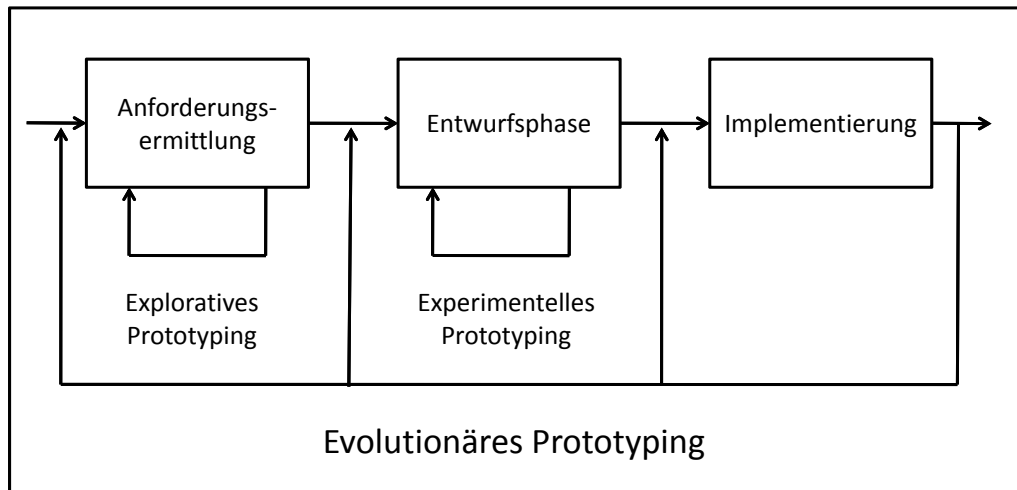 Anforderungs-
ermittlung
Entwurfsphase
Implementierung
Exploratives
Prototyping
Experimentelles
Prototyping
Evolutionäres Prototyping